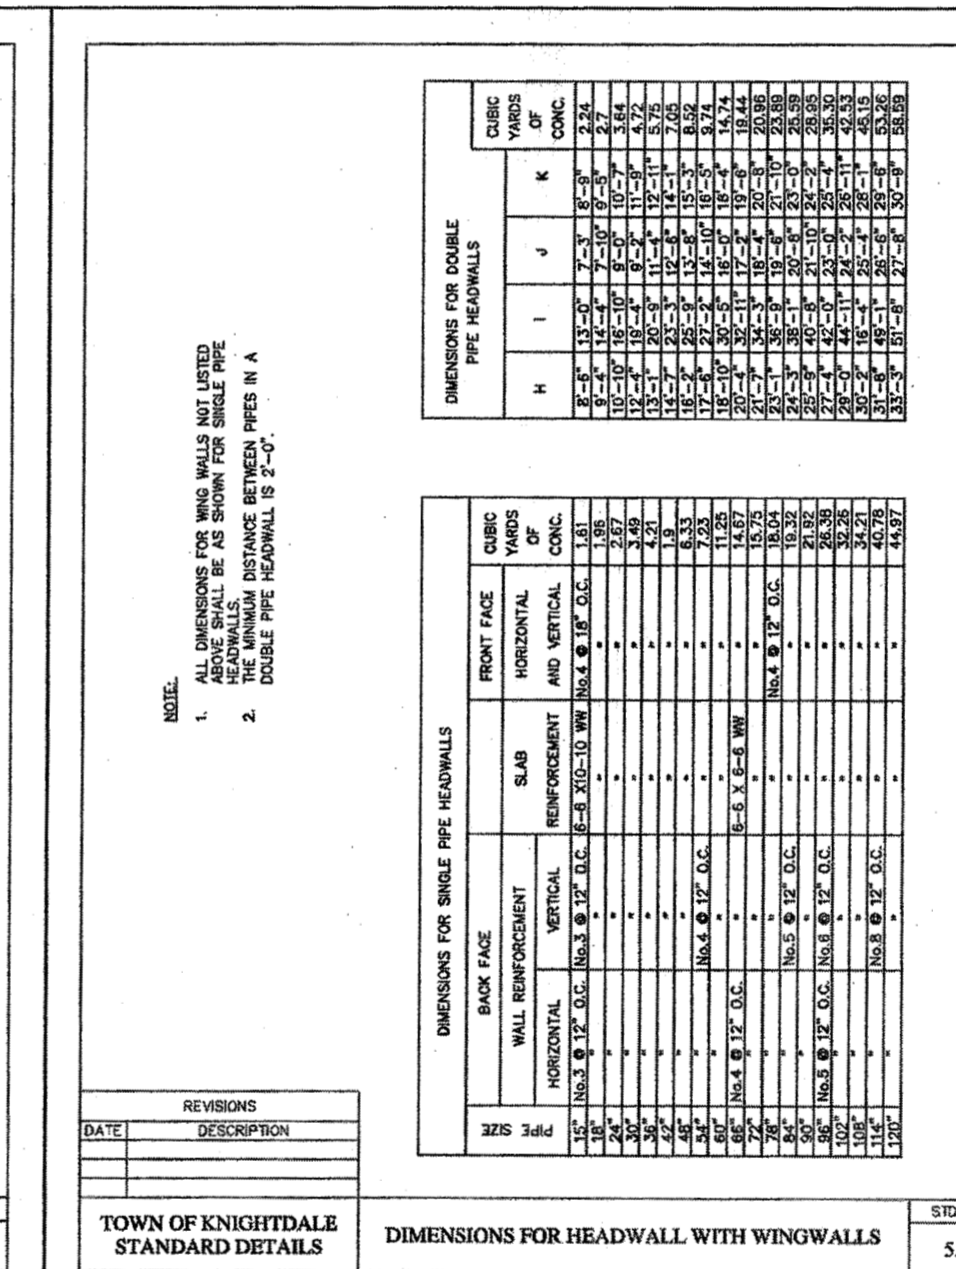 NOTE:
1. ALL DIMENSIONS FOR WING WALLS NOT LISTED
ABOVE SHALL BE AS SHOWN FOR SINGLE PIPE
HEADWALLS.
2. THE MINIMUM DISTANCE BETWEEN PIPES IN A
DOUBLE PIPE HEADWALL IS 2'-0".
DIMENSIONS FOR SINGLE PIPE HEADWALLS
BACK FACE FRONT FACE CUBIC
WALL REINFORCEMENT SLAB HORIZONTAL YARDS
OF
PIPE SIZE HORIZONTAL VERTICAL REINFORCEMENT AND VERTICAL CONC.
15" No.3 @ 12" O.C. No.3 @ 12" O.C. 6-6 X10-10 WW No.4 @ 18" O.C. 1.61
18" " " " " 1.96
24" " " " " 2.67
30" " " " " 3.49
36" " " " " 4.21
42" " " " " 1.9
48" " " " " 6.33
54" " No.4 @ 12" O.C. " " 7.23
60" " " " " 11.25
66" No.4 @ 12" O.C. " 6-6 X 6-6 WW " 14.67
72" " " " " 15.75
78" " " " No.4 @ 12" O.C. 18.04
84" " No.5 @ 12" O.C. " " 19.32
90" " " " " 21.92
96" No.5 @ 12" O.C. No.6 @ 12" O.C. " " 26.38
102" " " " " 32.26
108" " " " " 34.21
114" " No.8 @ 12" O.C. " " 40.78
120" " " " " 44.97
DIMENSIONS FOR DOUBLE
PIPE HEADWALLS
CUBIC
YARDS
OF
H I J K CONC.
8'-6" 13'-0" 7'-3' 8'-9" 2.24
9'-4" 14'-4" 7'-10" 9'-5" 2.7
10'-10" 16'-10" 9'-0" 10'-7" 3.64
12'-4" 19'-4" 9'-2" 11'-9" 4.72
13'-1" 20'-9" 11'-4" 12'-11" 5.75
14'-7" 23'-3" 12'-6" 14'-1" 7.05
16'-2" 25'-9" 13'-8" 15'-3" 8.52
17'-6" 27'-2" 14'-10" 16'-5" 9.74
18'-10" 30'-5" 16'-0" 18'-4" 14.74
20'-4" 32'-11" 17'-2" 19'-6" 19.44
21'-7" 34'-3" 18'-4" 20'-8" 20.96
23'-1" 36'-9" 19'-6" 21'-10" 23.89
24'-3" 38'-1" 20'-8" 23'-0" 25.59
25'-9" 40'-8" 21'-10" 24'-2" 28.95
27'-4" 42'-0" 23'-0" 25'-4" 35.30
29'-0" 44'-11" 24'-2" 26'-11" 42.53
30'-2" 16'-4" 25'-4" 28'-1" 46.15
31'-8" 49'-1" 26'-6" 29'-6" 53.26
33'-3" 51'-8" 27'-8" 30'-9" 58.59
REVISIONS
DATE DESCRIPTION
TOWN OF KNIGHTDALE
STANDARD DETAILS
DIMENSIONS FOR HEADWALL WITH WINGWALLS
STD
5.